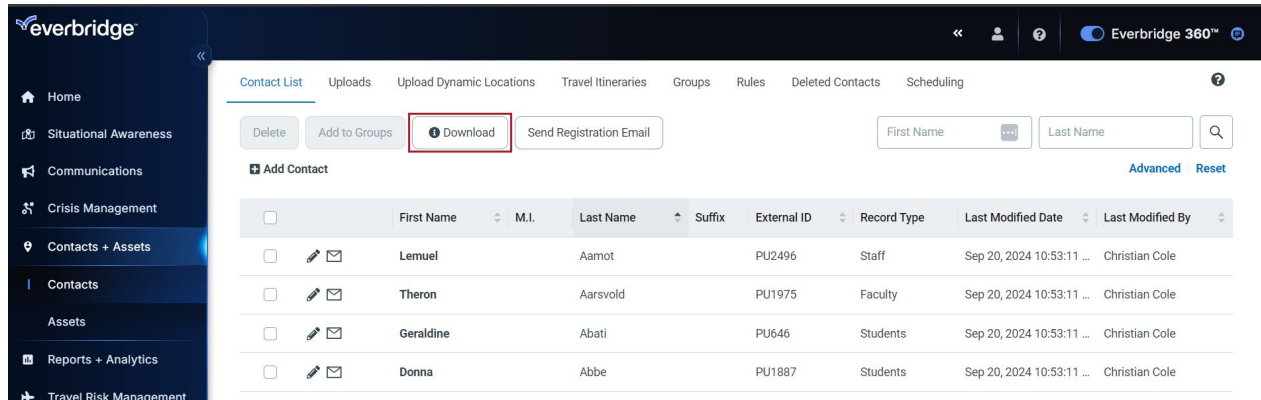 everbridge
Everbridge 360™
Home
Situational Awareness
Communications
Crisis Management
Contacts + Assets
Contacts
Assets
Reports + Analytics
Travel Risk Management
Contact List Uploads Upload Dynamic Locations Travel Itineraries Groups Rules Deleted Contacts Scheduling
Delete Add to Groups Download Send Registration Email First Name Last Name
Add Contact Advanced Reset
First Name M.I. Last Name Suffix External ID Record Type Last Modified Date Last Modified By
Lemuel Aamot PU2496 Staff Sep 20, 2024 10:53:11 ... Christian Cole
Theron Aarsvold PU1975 Faculty Sep 20, 2024 10:53:11 ... Christian Cole
Geraldine Abati PU646 Students Sep 20, 2024 10:53:11 ... Christian Cole
Donna Abbe PU1887 Students Sep 20, 2024 10:53:11 ... Christian Cole